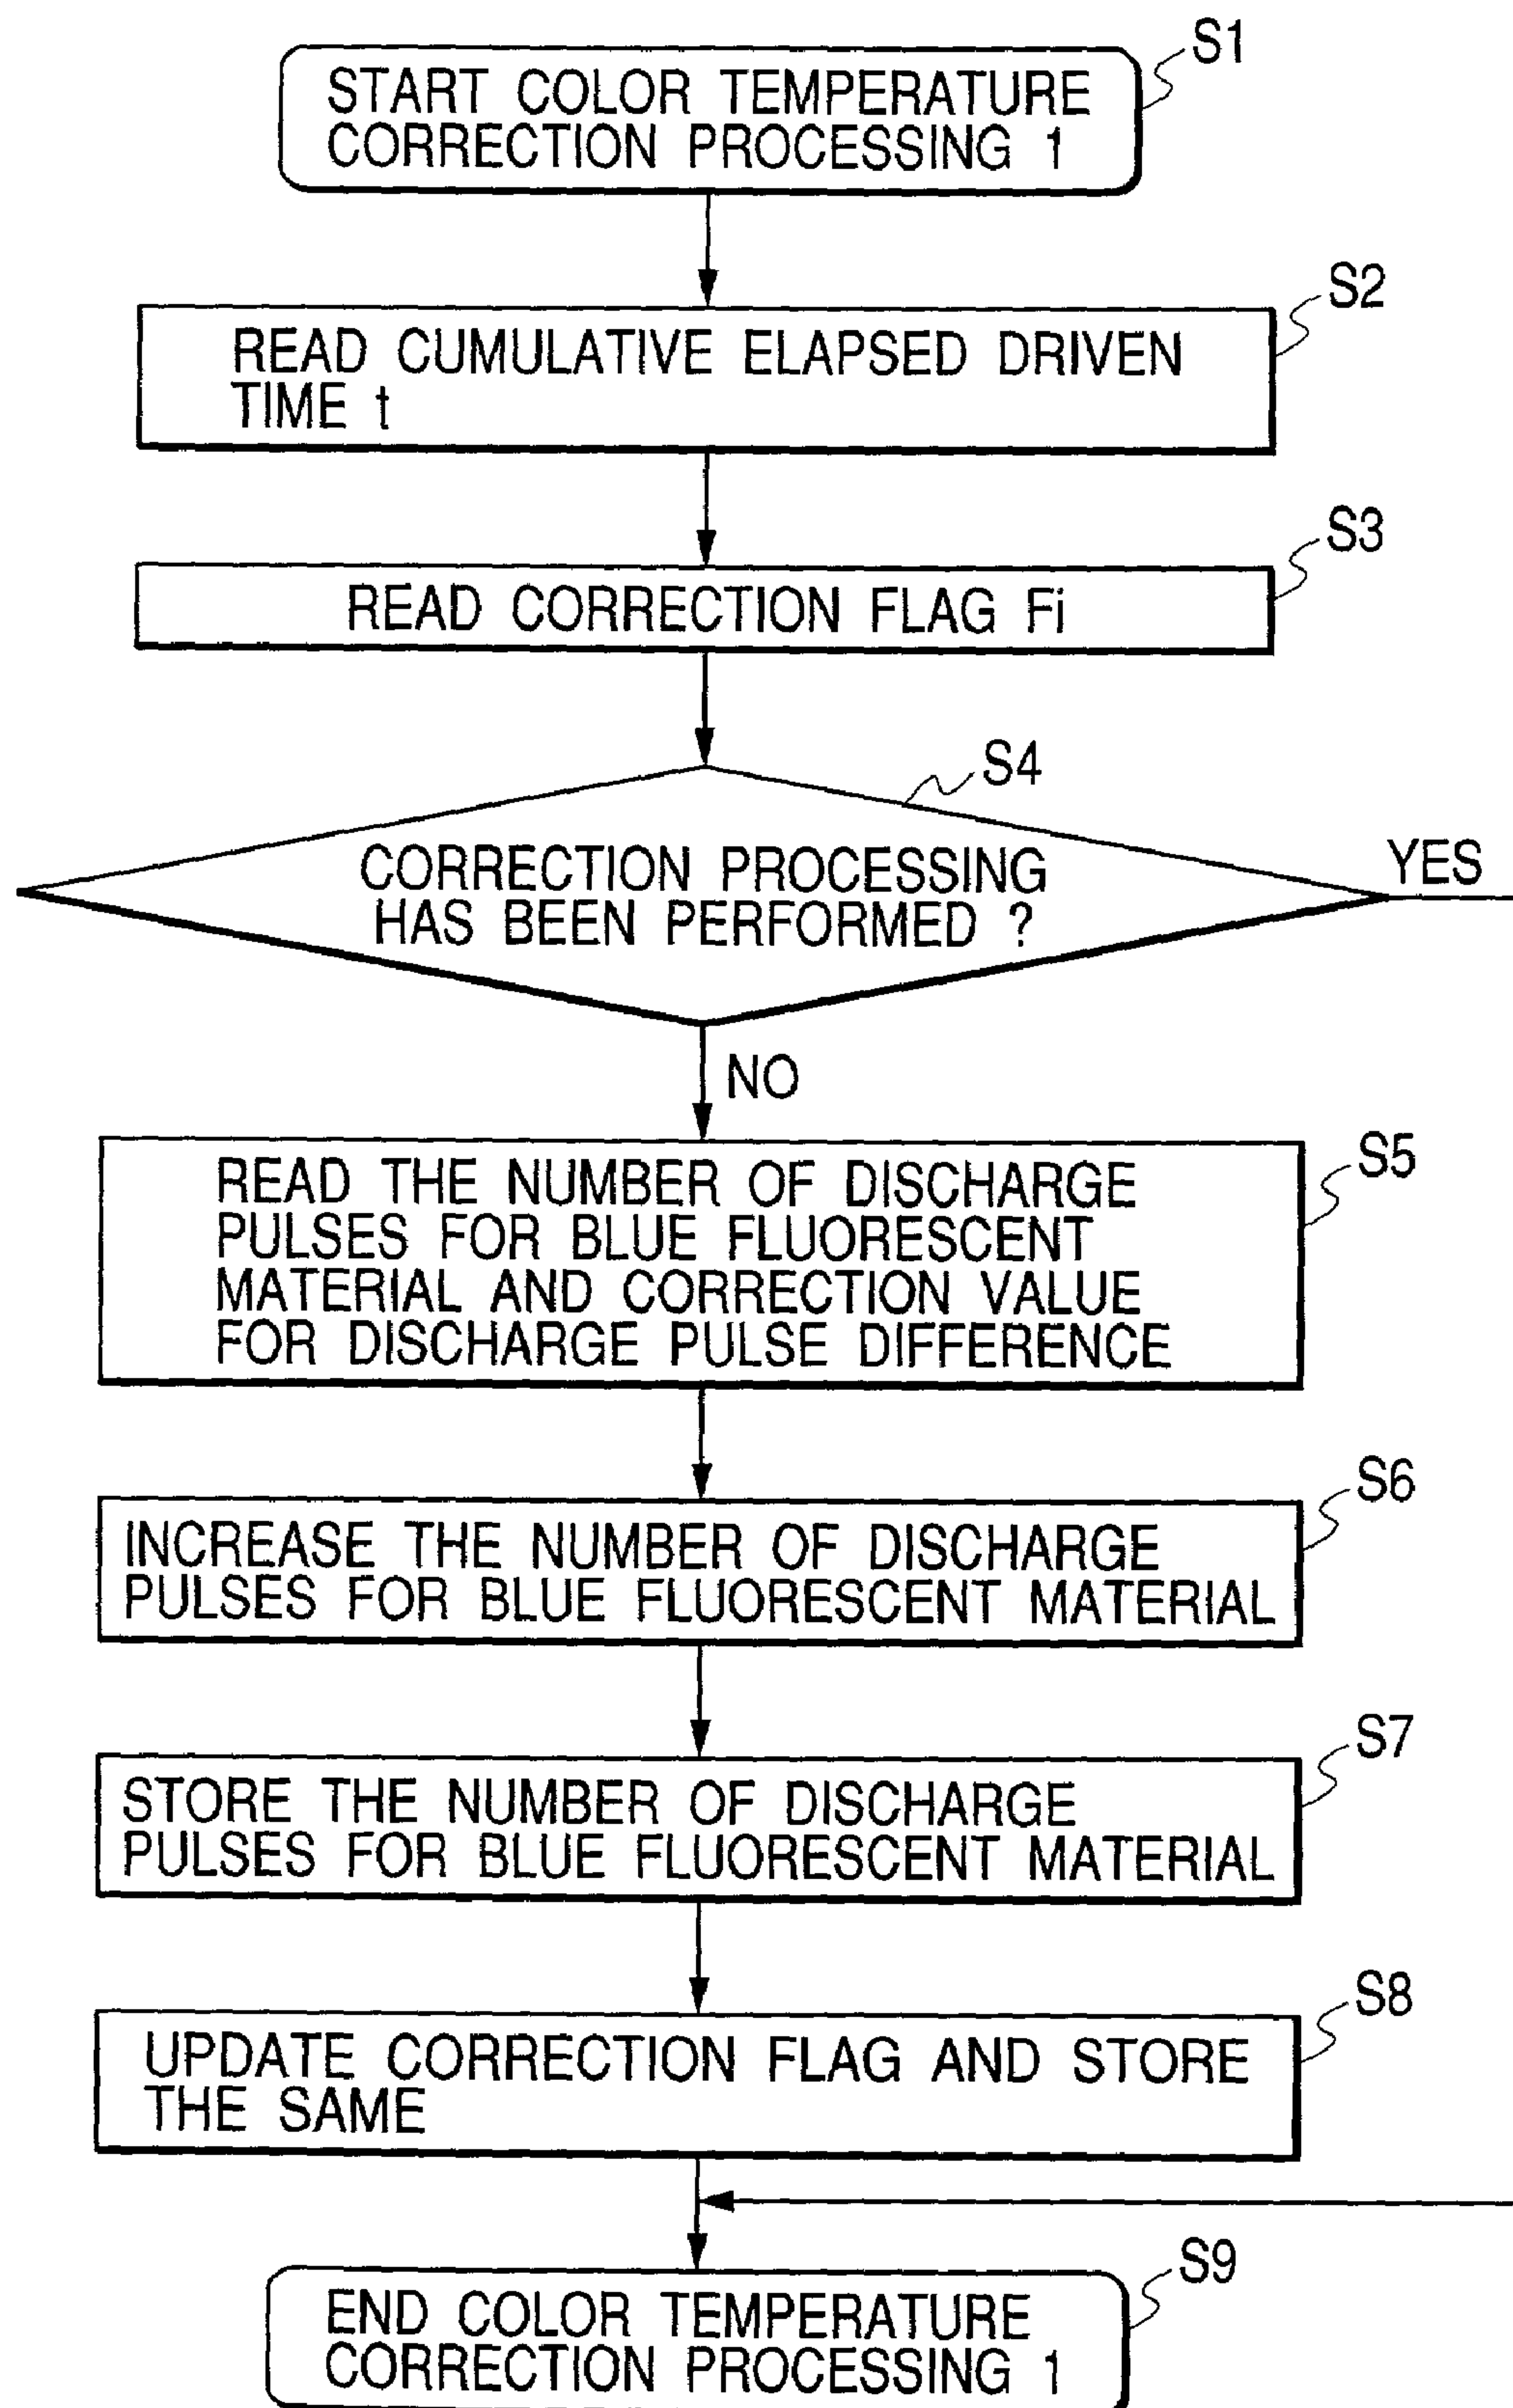 S1
START COLOR TEMPERATURE
CORRECTION PROCESSING 1
S2
READ CUMULATIVE ELAPSED DRIVEN
TIME t
S3
READ CORRECTION FLAG Fi
S4
CORRECTION PROCESSING
HAS BEEN PERFORMED ?
YES
NO
S5
READ THE NUMBER OF DISCHARGE
PULSES FOR BLUE FLUORESCENT
MATERIAL AND CORRECTION VALUE
FOR DISCHARGE PULSE DIFFERENCE
S6
INCREASE THE NUMBER OF DISCHARGE
PULSES FOR BLUE FLUORESCENT MATERIAL
S7
STORE THE NUMBER OF DISCHARGE
PULSES FOR BLUE FLUORESCENT MATERIAL
S8
UPDATE CORRECTION FLAG AND STORE
THE SAME
S9
END COLOR TEMPERATURE
CORRECTION PROCESSING 1